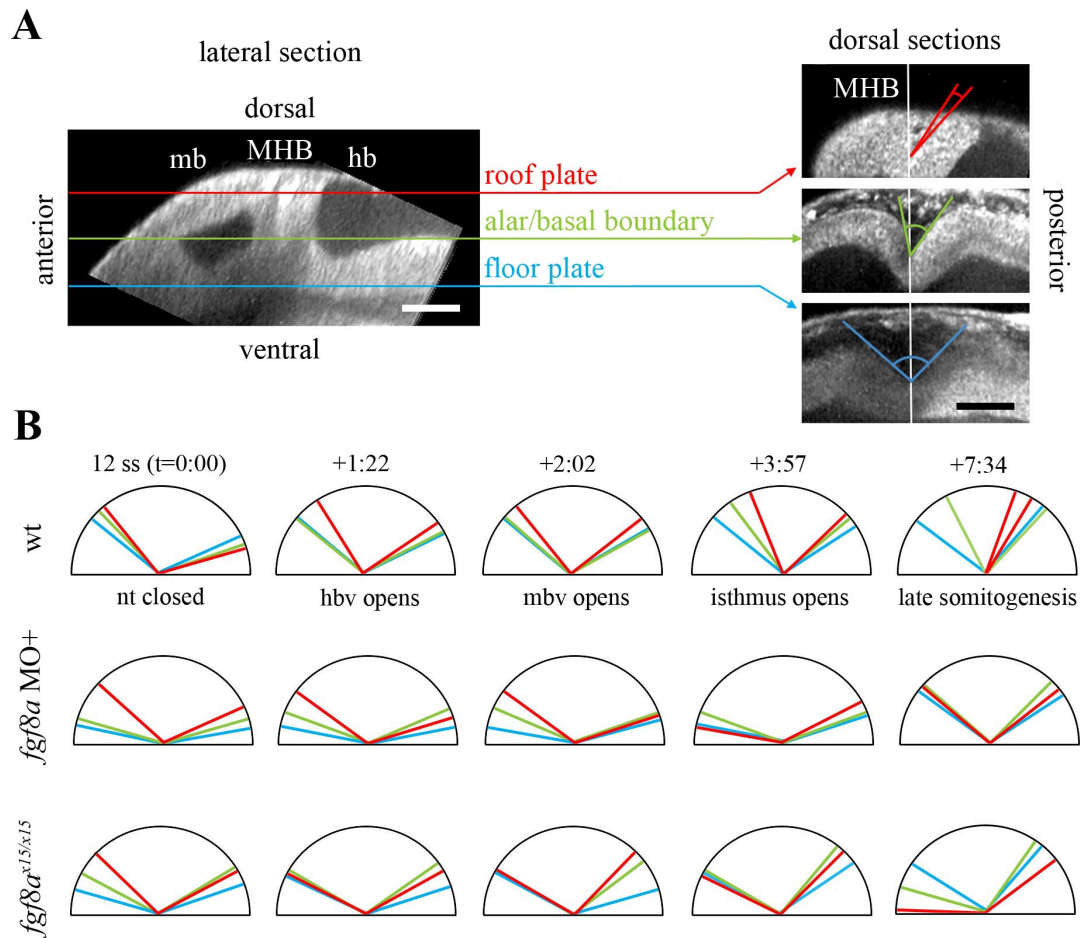 A
lateral section
dorsal
mb MHB hb
anterior
ventral
roof plate
alar/basal boundary
floor plate
dorsal sections
MHB
posterior
B
12 ss (t=0:00) +1:22 +2:02 +3:57 +7:34
wt
nt closed hbv opens mbv opens isthmus opens late somitogenesis
fgf8a MO+
fgf8a x15/x15